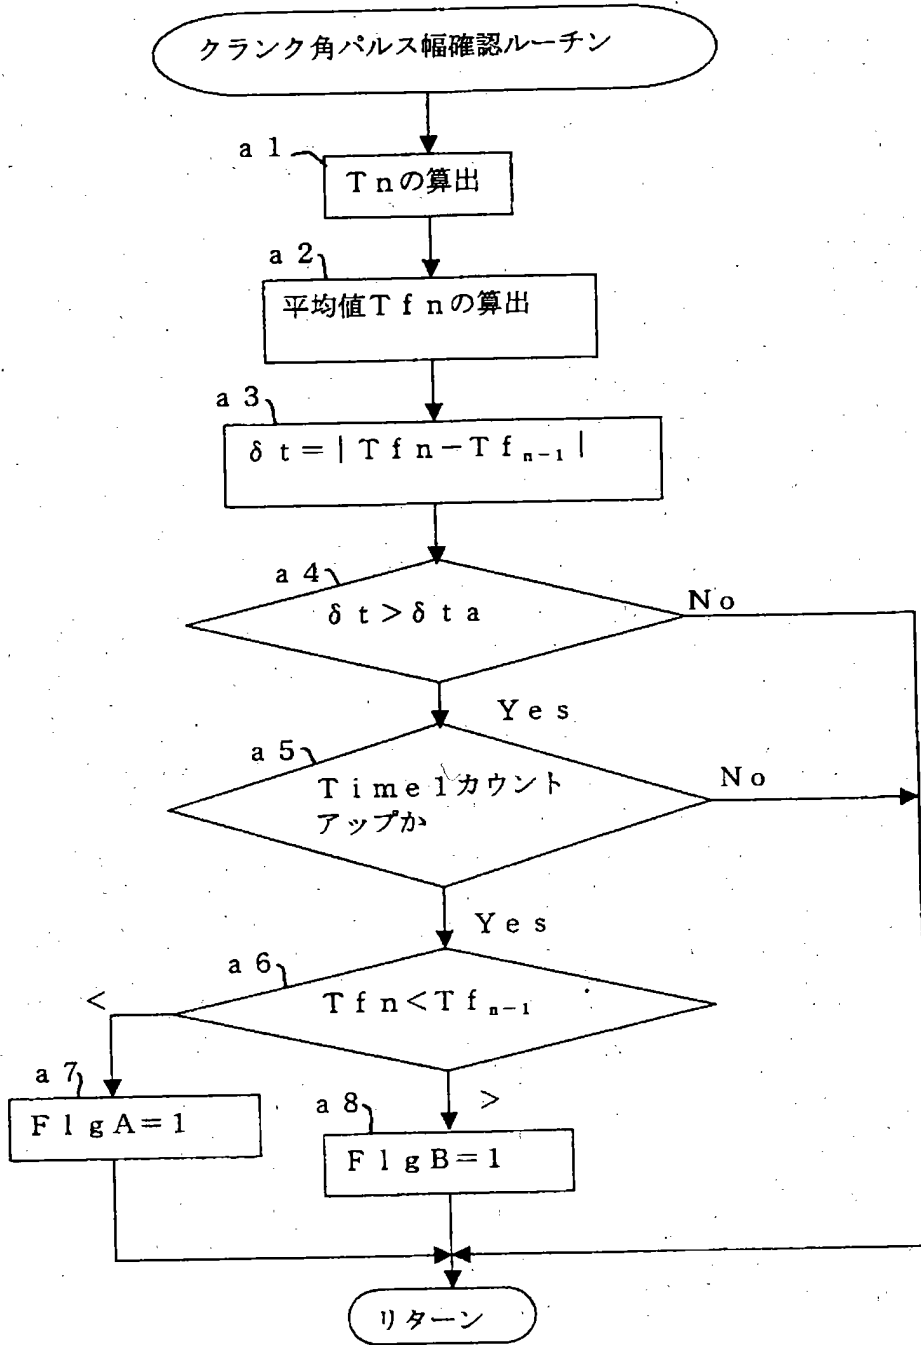 クランク角パルス幅確認ルーチン
a 1
Tnの算出
a 2
平均値Tfnの算出
a 3
δt=|Tfn−Tfₙ₋₁|
a 4
δt>δta
No
Yes
a 5
Time1カウント
アップか
No
Yes
a 6
Tfn<Tfₙ₋₁
<
a 7
FlgA=1
>
a 8
FlgB=1
リターン